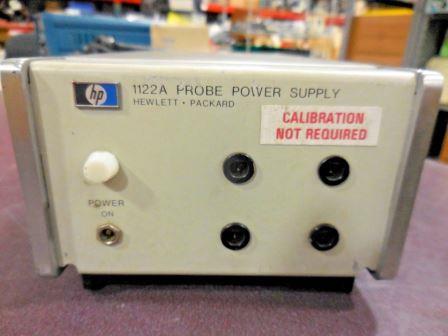 hp
1122A PROBE POWER SUPPLY
HEWLETT • PACKARD
CALIBRATION
NOT REQUIRED
POWER
ON